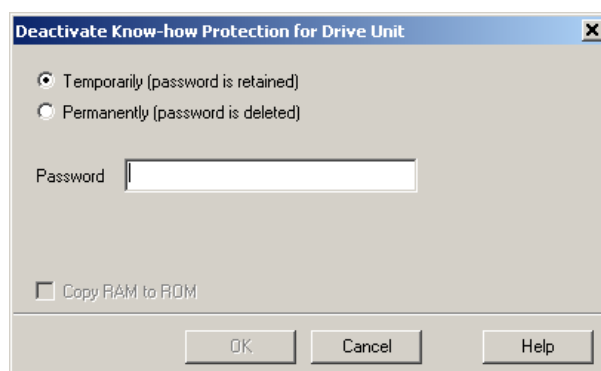 Deactivate Know-how Protection for Drive Unit
Temporarily (password is retained)
Permanently (password is deleted)
Password
Copy RAM to ROM
OK Cancel Help